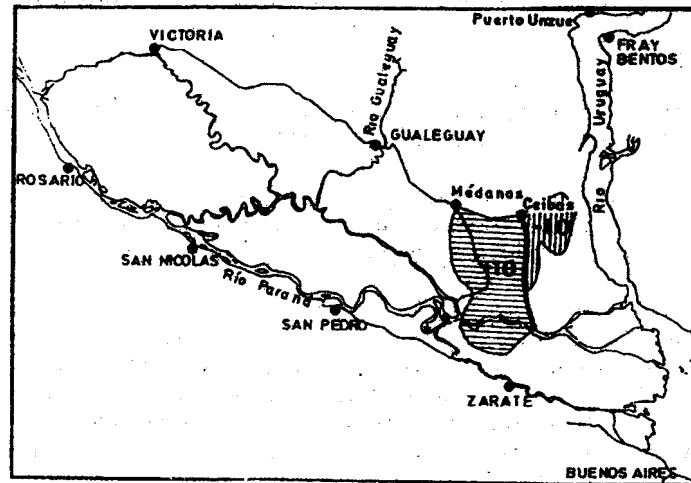 VICTORIA
Puerto Unzue
FRAY
BENTOS
Rio Gualeguay
Uruguay
Rio
GUALEGUAY
ROSARIO
Médanos
Ceibas
SAN NICOLAS
Río Paraná
SAN PEDRO
ZARATE
BUENOS AIRES